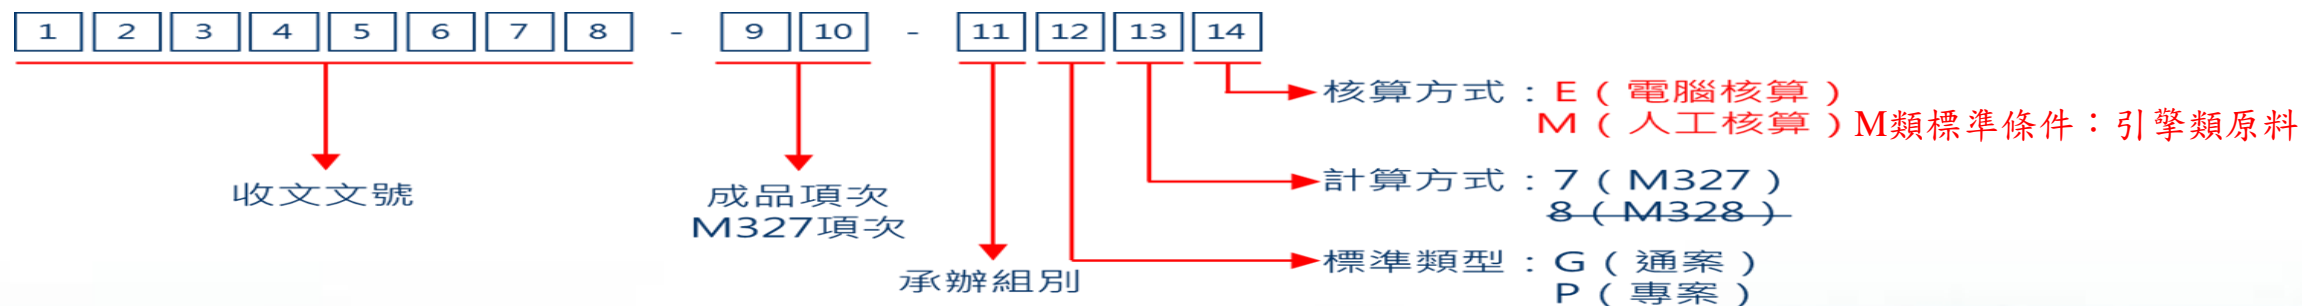 1 2 3 4 5 6 7 8 - 9 10 - 11 12 13 14
核算方式：E（電腦核算）
M（人工核算）M類標準條件：引擎類原料
計算方式：7（M327）
8（M328）
收文文號
成品項次
M327項次
標準類型：G（通案）
P（專案）
承辦組別